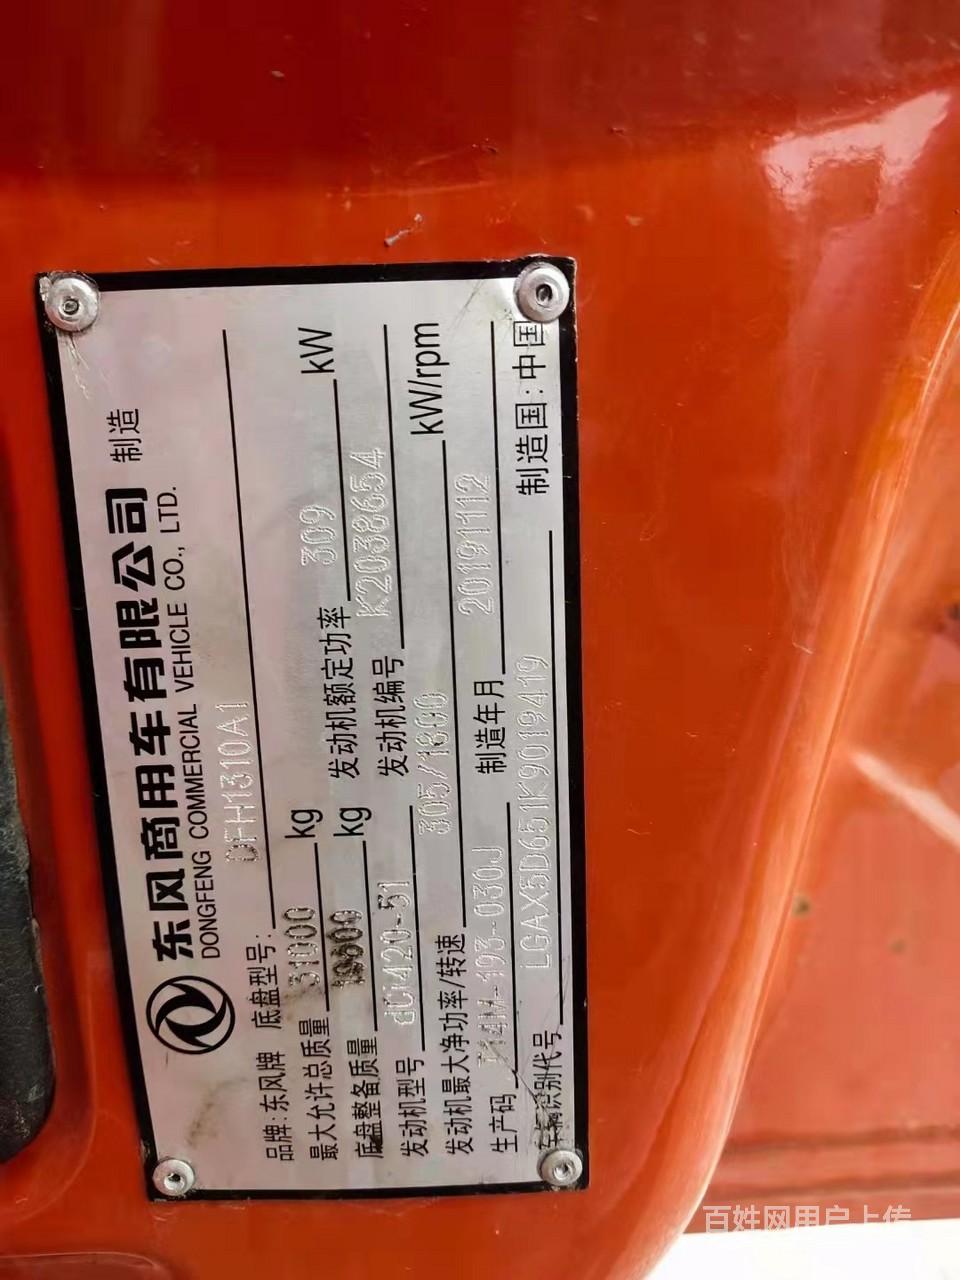 东风商用车有限公司 制造
DONGFENG COMMERCIAL VEHICLE CO., LTD.
品牌:东风牌 底盘型号: DFH1310A1
最大允许总质量 31000 kg
底盘整备质量 kg 发动机额定功率 309 kW
发动机型号 dCi420-51 发动机编号 K2038654
发动机最大净功率/转速 305/1800 kW/rpm
生产码 制造年月 20191112
车辆识别代号 LGAX5D651K9019419 制造国:中国
百姓网用户上传